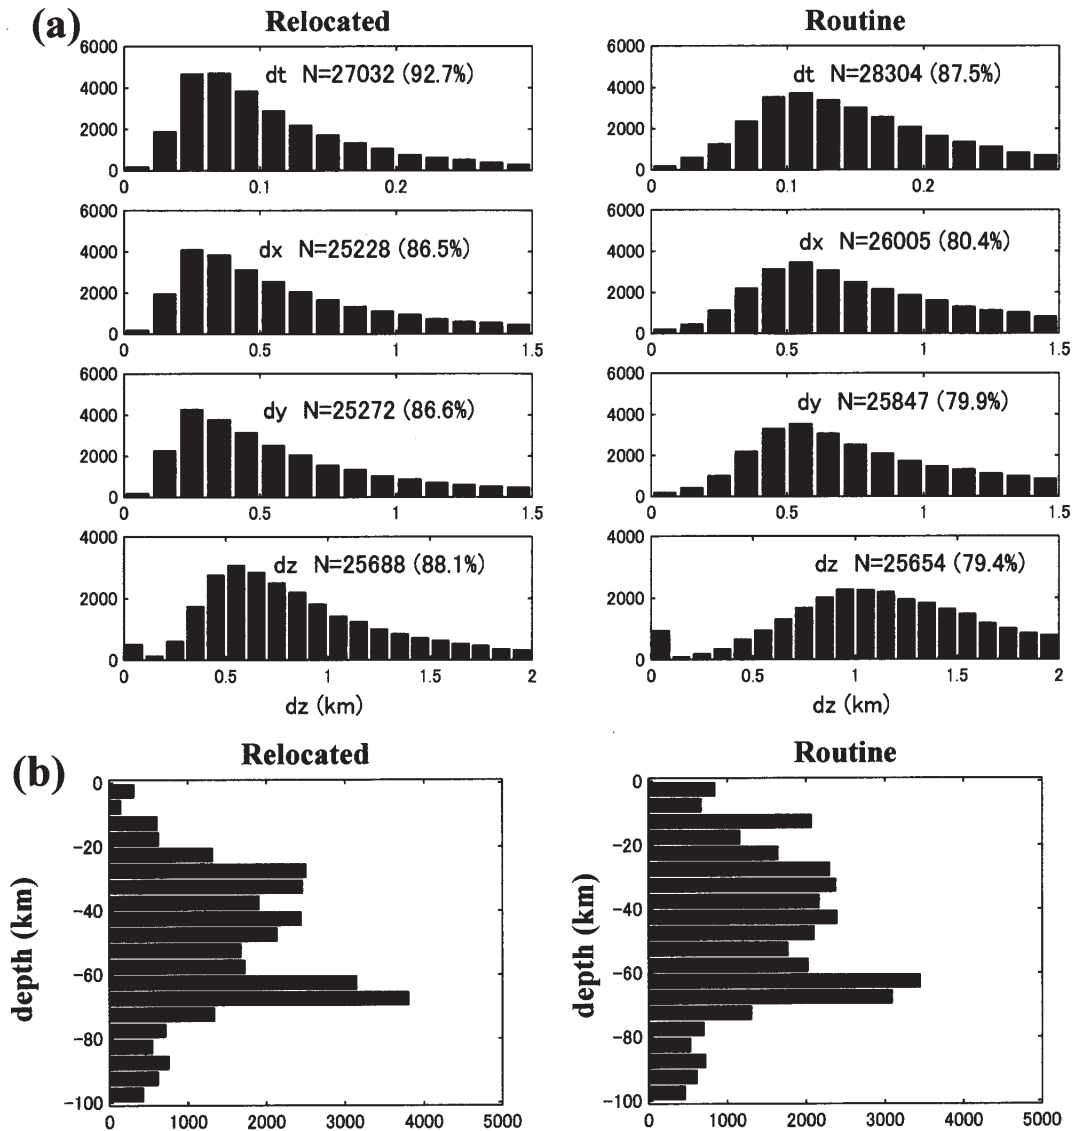 (a)
Relocated
Routine
dt N=27032 (92.7%)
6000
4000
2000
0
0 0.1 0.2
dt N=28304 (87.5%)
6000
4000
2000
0
0 0.1 0.2
dx N=25228 (86.5%)
6000
4000
2000
0
0 0.5 1 1.5
dx N=26005 (80.4%)
6000
4000
2000
0
0 0.5 1 1.5
dy N=25272 (86.6%)
6000
4000
2000
0
0 0.5 1 1.5
dy N=25847 (79.9%)
6000
4000
2000
0
0 0.5 1 1.5
dz N=25688 (88.1%)
4000
2000
0
0 0.5 1 1.5 2
dz (km)
dz N=25654 (79.4%)
4000
2000
0
0 0.5 1 1.5 2
dz (km)
(b)
Relocated
Routine
depth (km)
0
-20
-40
-60
-80
-100
0 1000 2000 3000 4000 5000
depth (km)
0
-20
-40
-60
-80
-100
0 1000 2000 3000 4000 5000